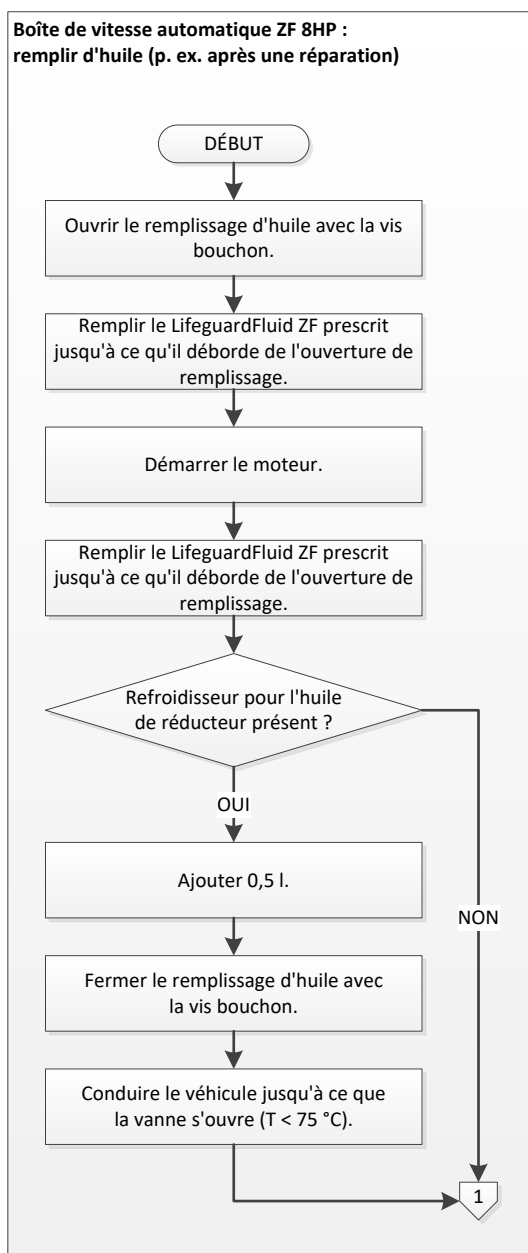 Boîte de vitesse automatique ZF 8HP :
remplir d'huile (p. ex. après une réparation)
DÉBUT
Ouvrir le remplissage d'huile avec la vis
bouchon.
Remplir le LifeguardFluid ZF prescrit
jusqu'à ce qu'il déborde de l'ouverture de
remplissage.
Démarrer le moteur.
Remplir le LifeguardFluid ZF prescrit
jusqu'à ce qu'il déborde de l'ouverture de
remplissage.
Refroidisseur pour l'huile
de réducteur présent ?
OUI
Ajouter 0,5 l.
NON
Fermer le remplissage d'huile avec
la vis bouchon.
Conduire le véhicule jusqu'à ce que
la vanne s'ouvre (T < 75 °C).
1